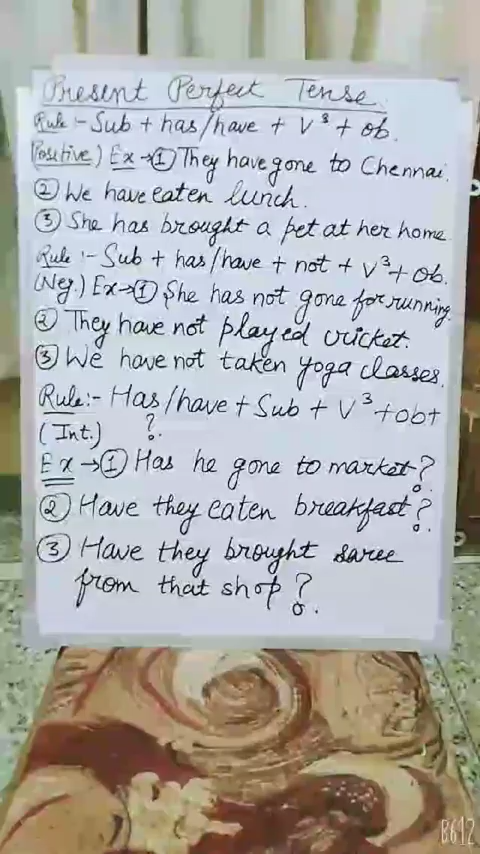 Present Perfect Tense.
Rule:- Sub + has/have + V³ + ob.
(Positive) Ex→① They have gone to Chennai.
② We have eaten lunch.
③ She has brought a pet at her home.
Rule:- Sub + has/have + not + V³ + ob.
(Neg.) Ex→① She has not gone for running.
② They have not played cricket.
③ We have not taken yoga classes.
Rule:- Has/have + Sub + V³ + ob +
(Int.) ?
Ex→① Has he gone to market?
② Have they eaten breakfast?
③ Have they brought saree
from that shop?
B612